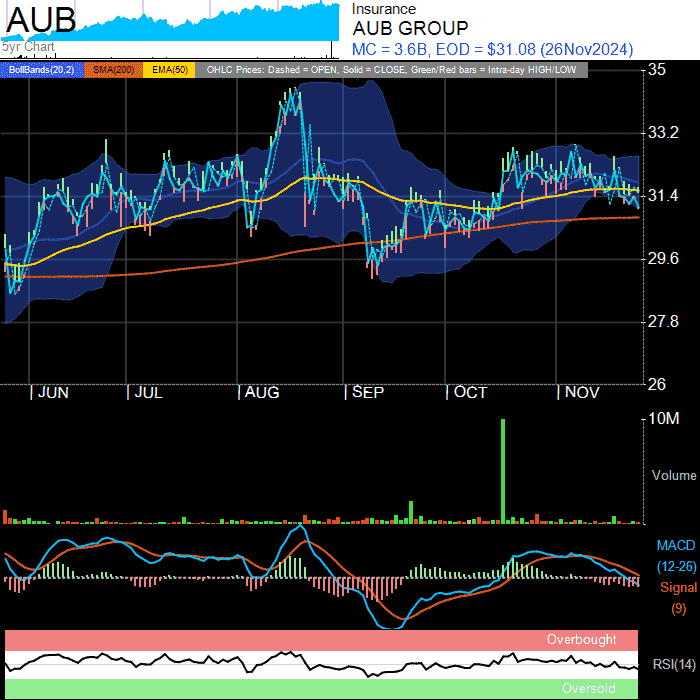 AUB
5yr Chart
Insurance
AUB GROUP
MC = 3.6B, EOD = $31.08 (26Nov2024)
BollBands(20,2) SMA(200) EMA(50) OHLC Prices: Dashed = OPEN, Solid = CLOSE, Green/Red bars = Intra-day HIGH/LOW
35
33.2
31.4
29.6
27.8
26
JUN JUL AUG SEP OCT NOV
10M
Volume
MACD
(12-26)
Signal
(9)
Overbought
RSI(14)
Oversold